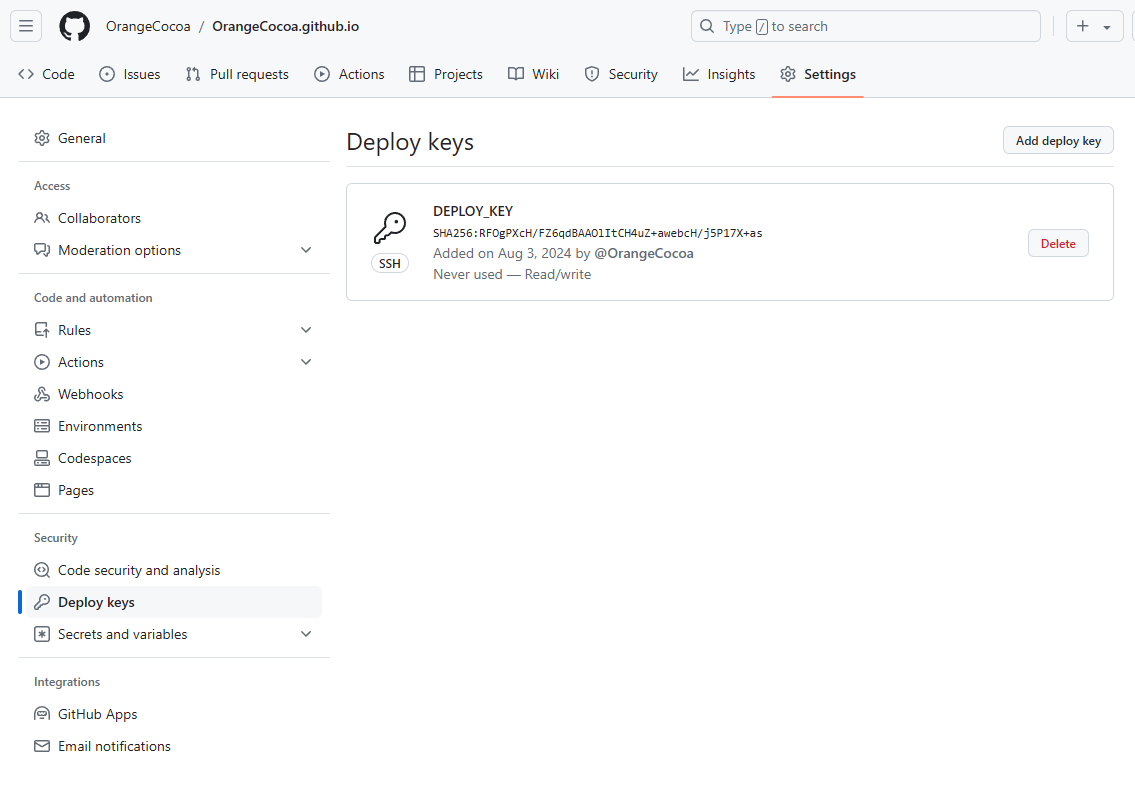 OrangeCocoa / OrangeCocoa.github.io
Type / to search
Code Issues Pull requests Actions Projects Wiki Security Insights Settings
General
Access
Collaborators
Moderation options
Code and automation
Rules
Actions
Webhooks
Environments
Codespaces
Pages
Security
Code security and analysis
Deploy keys
Secrets and variables
Integrations
GitHub Apps
Email notifications
Deploy keys
Add deploy key
DEPLOY_KEY
SHA256:RFOgPXcH/FZ6qdBAAOlItCH4uZ+awebcH/j5P17X+as
Added on Aug 3, 2024 by @OrangeCocoa
Never used — Read/write
SSH
Delete